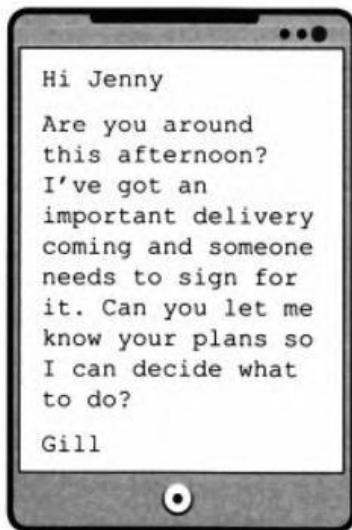 Hi Jenny
Are you around
this afternoon?
I've got an
important delivery
coming and someone
needs to sign for
it. Can you let me
know your plans so
I can decide what
to do?
Gill